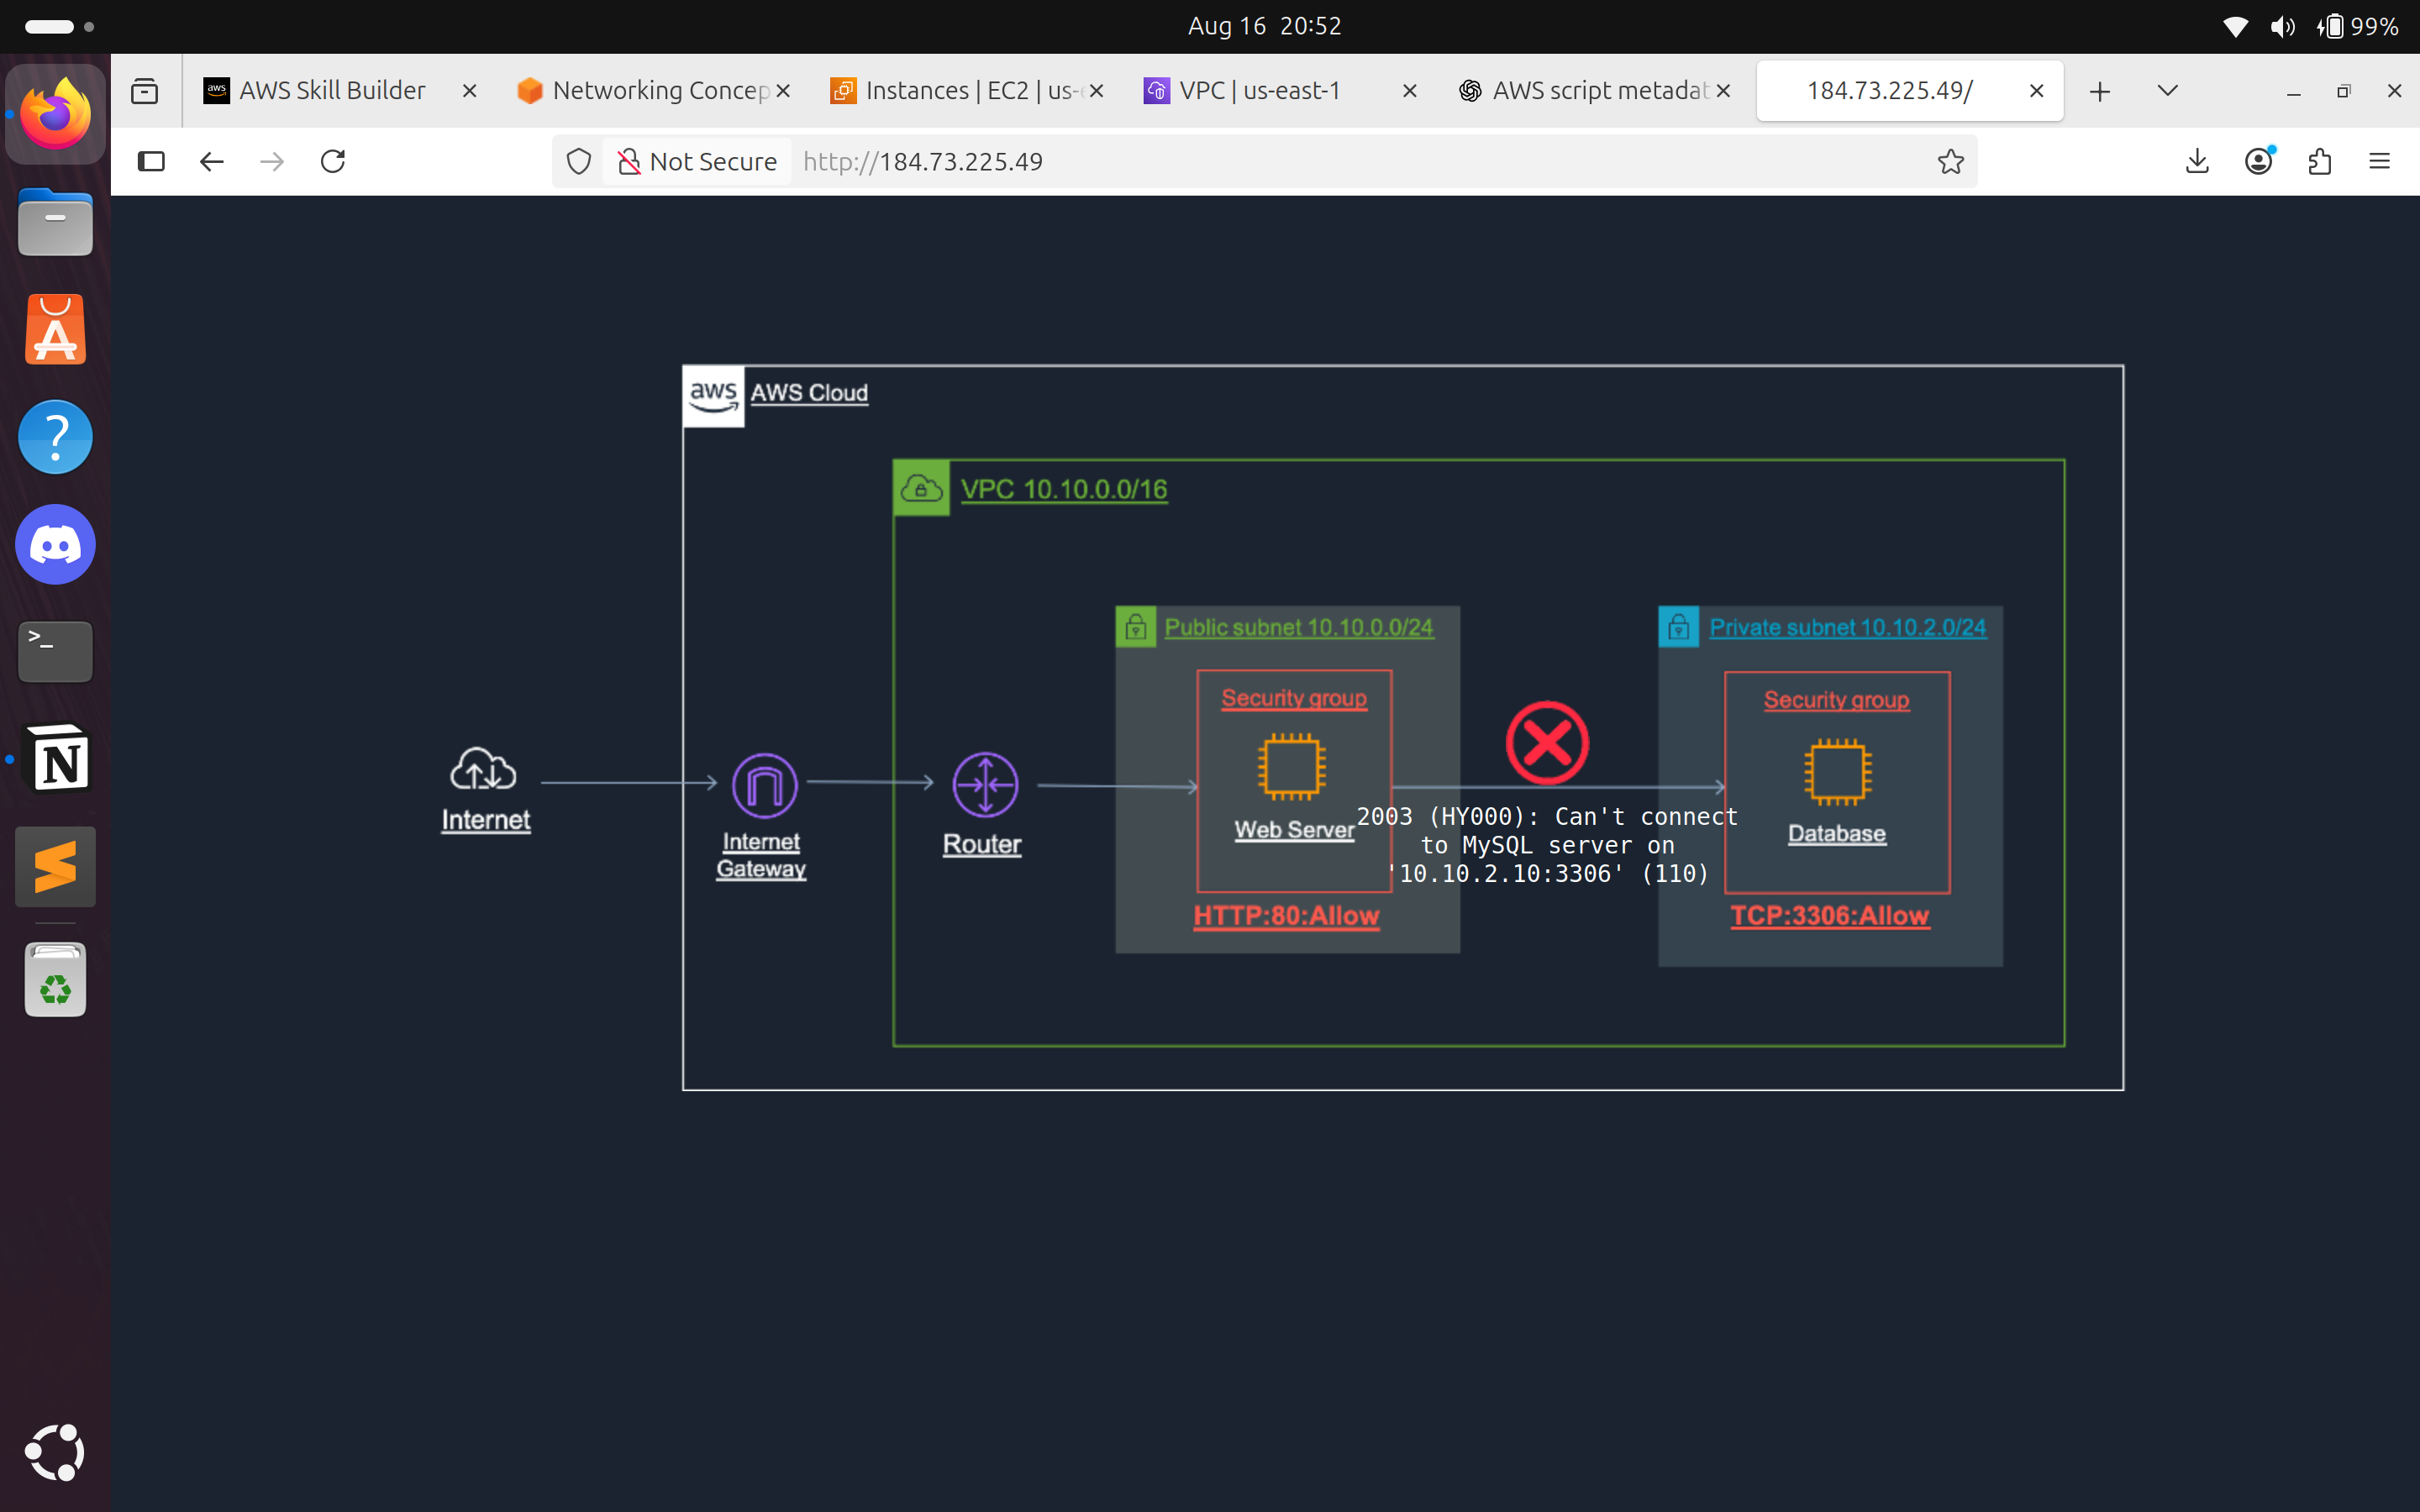 Aug 16 20:52
99%
aws AWS Skill Builder
Networking Concep
Instances | EC2 | us-e
VPC | us-east-1
AWS script metadat
184.73.225.49/
Not Secure
http://184.73.225.49
aws AWS Cloud
VPC 10.10.0.0/16
Public subnet 10.10.0.0/24
Private subnet 10.10.2.0/24
Security group
Security group
Internet
Internet
Gateway
Router
Web Server
2003 (HY000): Can't connect
to MySQL server on
'10.10.2.10:3306' (110)
Database
HTTP:80:Allow
TCP:3306:Allow